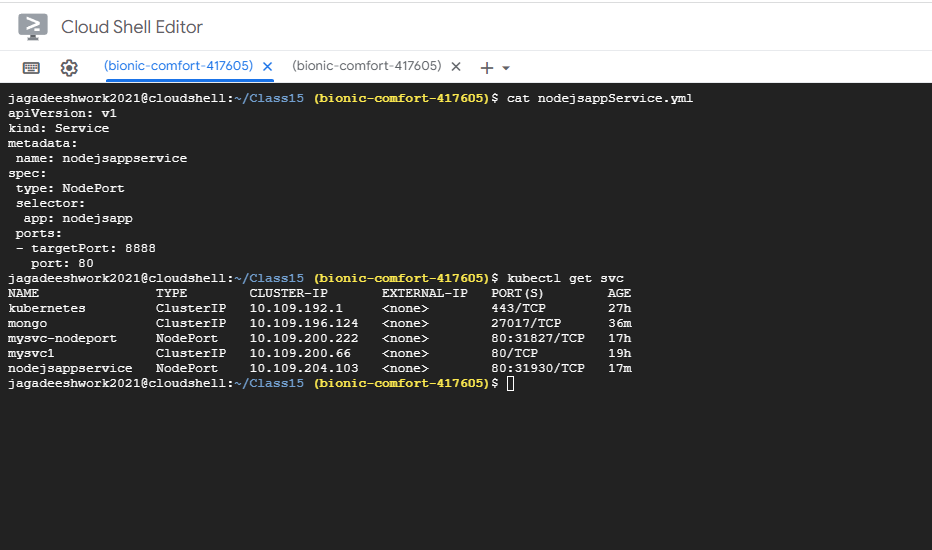 Cloud Shell Editor
(bionic-comfort-417605) × (bionic-comfort-417605) × +
jagadeeshwork2021@cloudshell:~/Class15 (bionic-comfort-417605)$ cat nodejsappService.yml
apiVersion: v1
kind: Service
metadata:
 name: nodejsappservice
spec:
 type: NodePort
 selector:
  app: nodejsapp
 ports:
 - targetPort: 8888
   port: 80
jagadeeshwork2021@cloudshell:~/Class15 (bionic-comfort-417605)$ kubectl get svc
NAME               TYPE        CLUSTER-IP       EXTERNAL-IP   PORT(S)        AGE
kubernetes         ClusterIP   10.109.192.1     <none>        443/TCP        27h
mongo              ClusterIP   10.109.196.124   <none>        27017/TCP      36m
mysvc-nodeport     NodePort    10.109.200.222   <none>        80:31827/TCP   17h
mysvc1             ClusterIP   10.109.200.66    <none>        80/TCP         19h
nodejsappservice   NodePort    10.109.204.103   <none>        80:31930/TCP   17m
jagadeeshwork2021@cloudshell:~/Class15 (bionic-comfort-417605)$